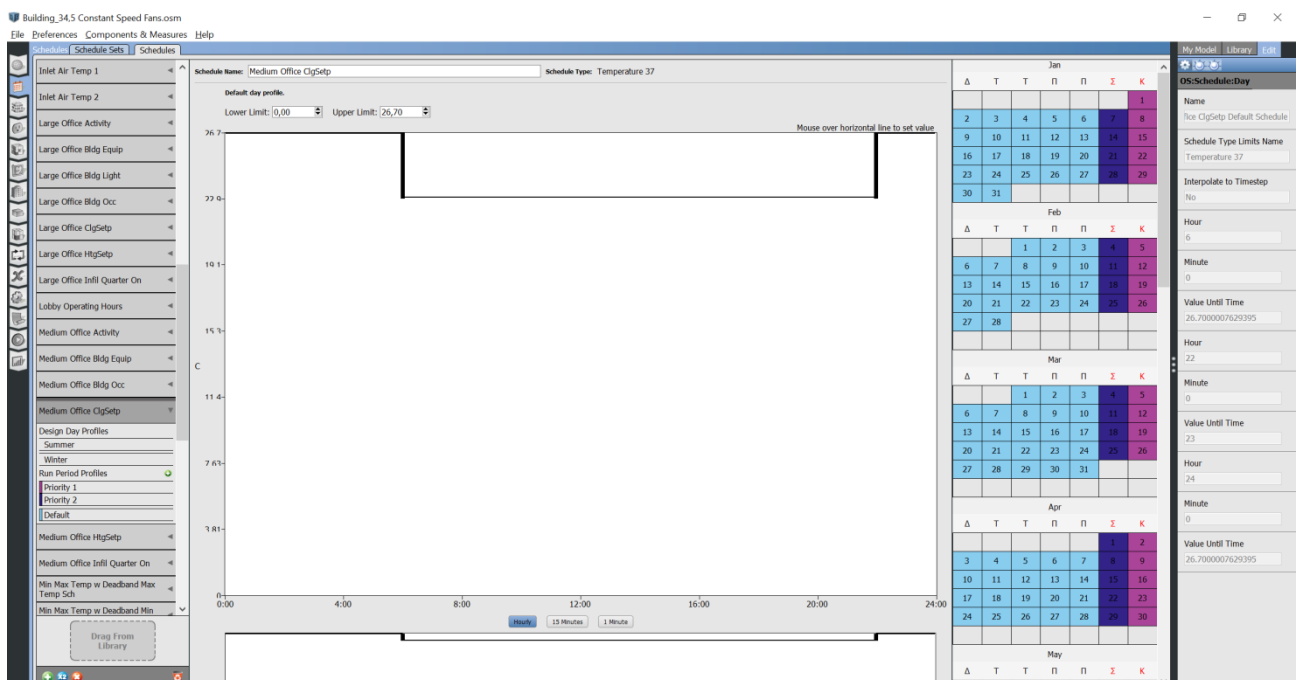 Building_34,5 Constant Speed Fans.osm
File Preferences Components & Measures Help
Schedules Schedule Sets Schedules
My Model Library Edit
Inlet Air Temp 1
Inlet Air Temp 2
Large Office Activity
Large Office Bldg Equip
Large Office Bldg Light
Large Office Bldg Occ
Large Office ClgSetp
Large Office HtgSetp
Large Office Infil Quarter On
Lobby Operating Hours
Medium Office Activity
Medium Office Bldg Equip
Medium Office Bldg Occ
Medium Office ClgSetp
Design Day Profiles
Summer
Winter
Run Period Profiles
Priority 1
Priority 2
Default
Medium Office HtgSetp
Medium Office Infil Quarter On
Min Max Temp w Deadband Max
Temp Sch
Min Max Temp w Deadband Min
Drag From
Library
x2
Schedule Name: Medium Office ClgSetp Schedule Type: Temperature 37
Default day profile.
Lower Limit: 0,00 Upper Limit: 26,70
Mouse over horizontal line to set value
26.7
22.9
19.1
15.3
C
11.4
7.63
3.81
0
0:00 4:00 8:00 12:00 16:00 20:00 24:00
Hourly 15 Minutes 1 Minute
Jan
Δ Τ Τ Π Π Σ Κ
1
2 3 4 5 6 7 8
9 10 11 12 13 14 15
16 17 18 19 20 21 22
23 24 25 26 27 28 29
30 31
Feb
Δ Τ Τ Π Π Σ Κ
1 2 3 4 5
6 7 8 9 10 11 12
13 14 15 16 17 18 19
20 21 22 23 24 25 26
27 28
Mar
Δ Τ Τ Π Π Σ Κ
1 2 3 4 5
6 7 8 9 10 11 12
13 14 15 16 17 18 19
20 21 22 23 24 25 26
27 28 29 30 31
Apr
Δ Τ Τ Π Π Σ Κ
1 2
3 4 5 6 7 8 9
10 11 12 13 14 15 16
17 18 19 20 21 22 23
24 25 26 27 28 29 30
May
Δ Τ Τ Π Π Σ Κ
OS:Schedule:Day
Name
fice ClgSetp Default Schedule
Schedule Type Limits Name
Temperature 37
Interpolate to Timestep
No
Hour
6
Minute
0
Value Until Time
26.7000007629395
Hour
22
Minute
0
Value Until Time
23
Hour
24
Minute
0
Value Until Time
26.7000007629395